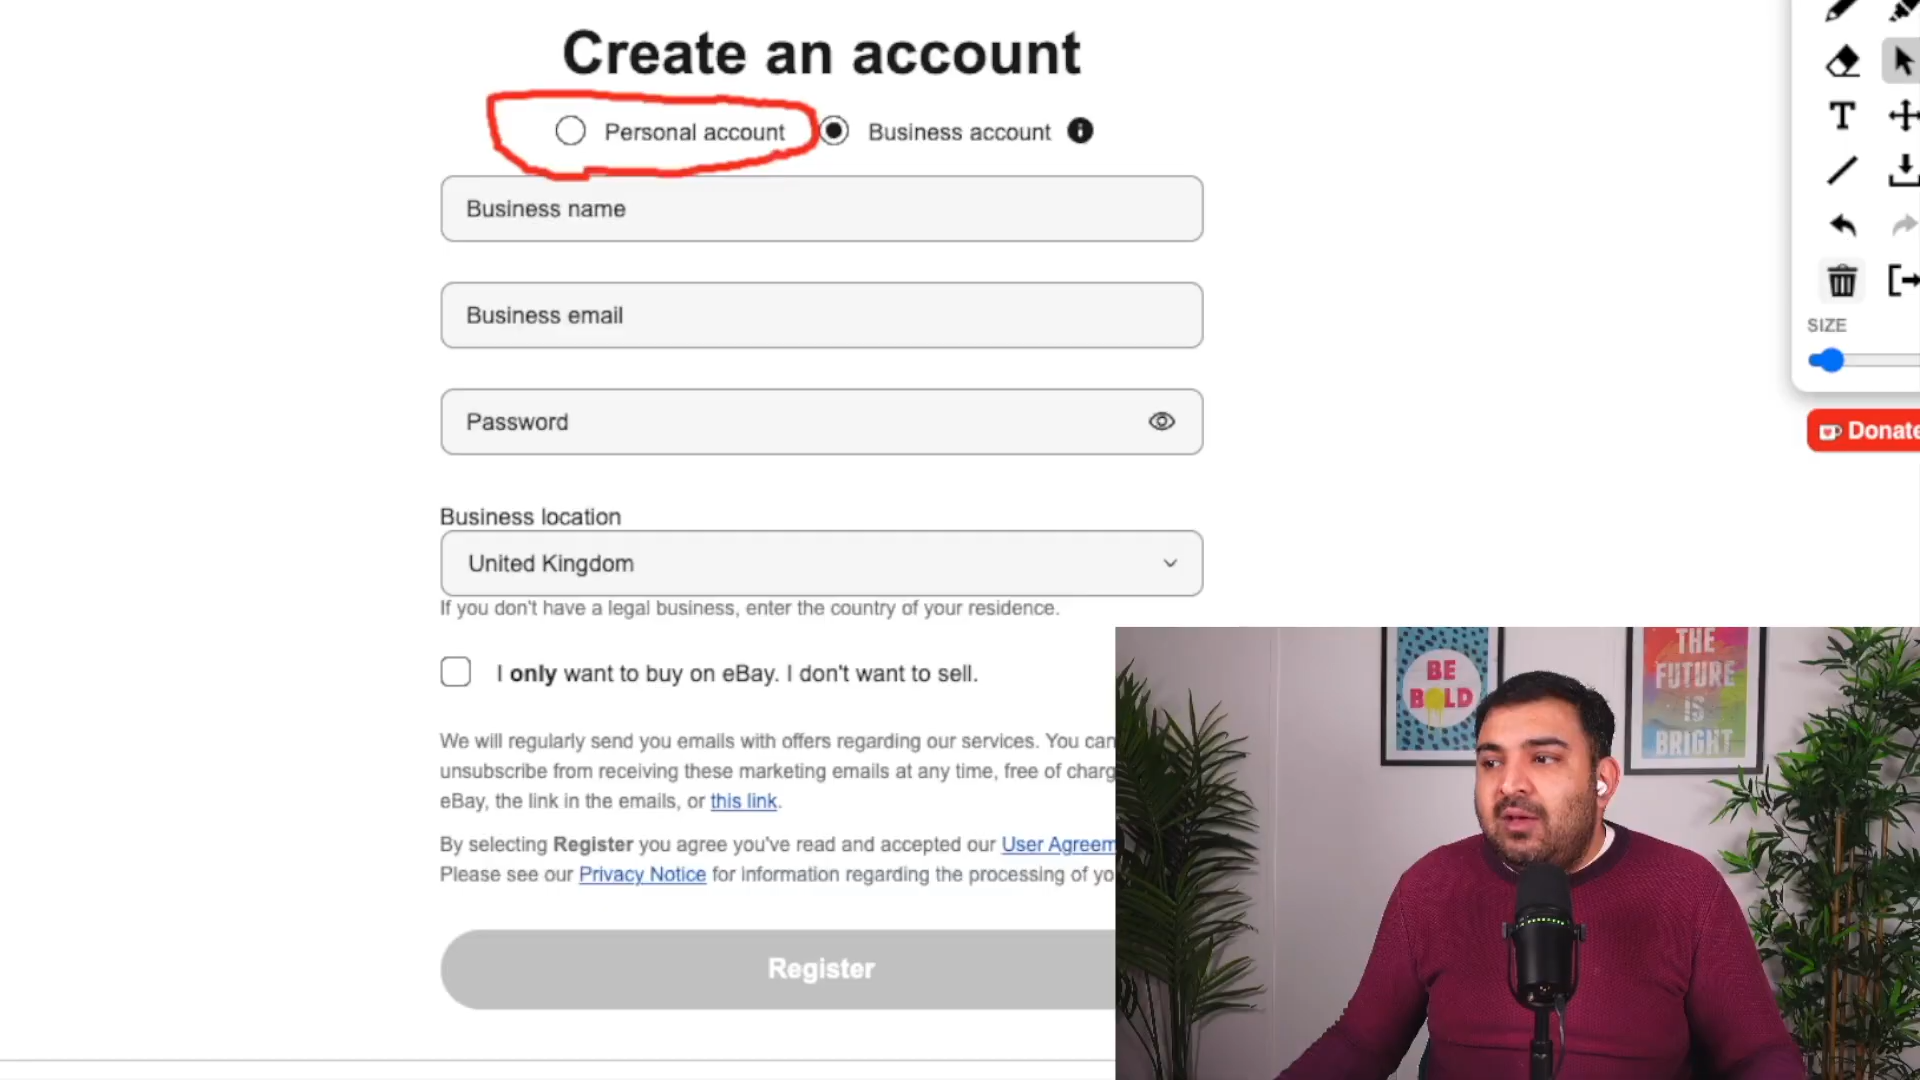 Create an account
Personal account
Business account
Business name
Business email
Password
Business location
United Kingdom
If you don't have a legal business, enter the country of your residence.
I only want to buy on eBay. I don't want to sell.
We will regularly send you emails with offers regarding our services. You can
unsubscribe from receiving these marketing emails at any time, free of charg
eBay, the link in the emails, or this link.
By selecting Register you agree you've read and accepted our User Agreem
Please see our Privacy Notice for information regarding the processing of yo
Register
T
SIZE
Donate
BE
BOLD
THE
FUTURE
IS
BRIGHT